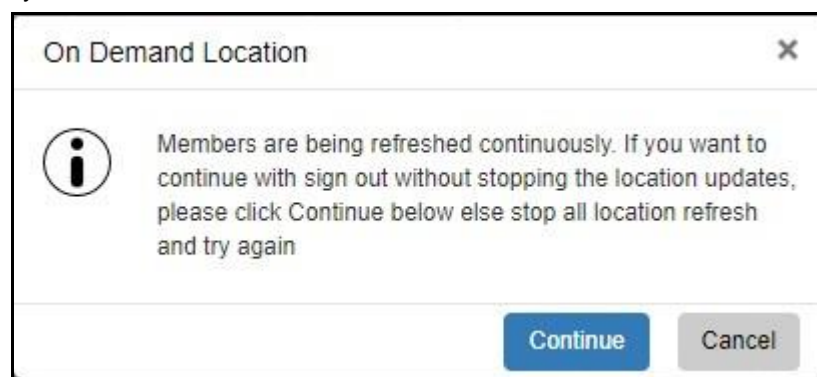 On Demand Location
Members are being refreshed continuously. If you want to
continue with sign out without stopping the location updates,
please click Continue below else stop all location refresh
and try again
Continue Cancel